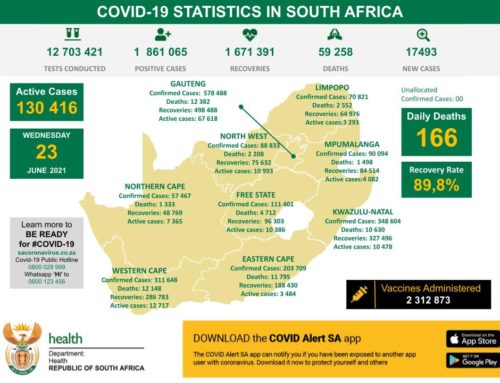 COVID-19 STATISTICS IN SOUTH AFRICA
12 703 421
TESTS CONDUCTED
1 861 065
POSITIVE CASES
1 671 391
RECOVERIES
59 258
DEATHS
17493
NEW CASES
Active Cases
130 416
WEDNESDAY
23
JUNE 2021
GAUTENG
Confirmed Cases: 578 488
Deaths: 12 382
Recoveries: 498 488
Active cases: 67 618
LIMPOPO
Confirmed Cases: 70 821
Deaths: 2 552
Recoveries: 64 976
Active cases: 3 293
Unallocated
Confirmed Cases: 00
Daily Deaths
166
Recovery Rate
89,8%
NORTH WEST
Confirmed Cases: 88 833
Deaths: 2 208
Recoveries: 75 632
Active cases: 10 993
MPUMALANGA
Confirmed Cases: 90 094
Deaths: 1 498
Recoveries: 84 514
Active cases: 4 082
NORTHERN CAPE
Confirmed Cases: 57 467
Deaths: 1 333
Recoveries: 48 769
Active cases: 7 365
FREE STATE
Confirmed Cases: 111 401
Deaths: 4 712
Recoveries: 96 303
Active cases: 10 386
KWAZULU-NATAL
Confirmed Cases: 348 604
Deaths: 10 630
Recoveries: 327 496
Active cases: 10 478
WESTERN CAPE
Confirmed Cases: 311 648
Deaths: 12 148
Recoveries: 286 783
Active cases: 12 717
EASTERN CAPE
Confirmed Cases: 203 709
Deaths: 11 795
Recoveries: 188 430
Active cases: 3 484
Learn more to
BE READY
for #COVID-19
sacoronavirus.co.za
Covid-19 Public Hotline
0800 029 999
Whatsapp 'Hi' to
0600 123 456
Vaccines Administered
2 312 873
health
Department:
Health
REPUBLIC OF SOUTH AFRICA
DOWNLOAD the COVID Alert SA app
The COVID Alert SA app can notify you if you have been exposed to another app
user with coronavirus. Download it now to protect yourself and others
Download on the
App Store
GET IT ON
Google Play